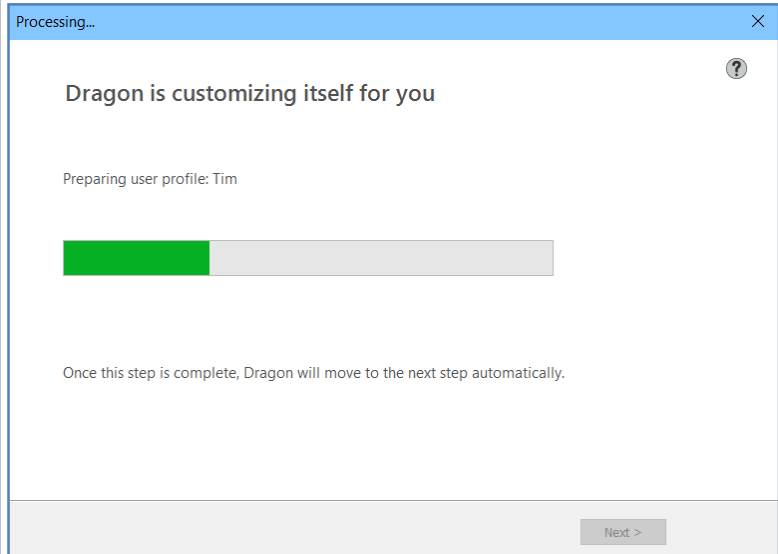 Processing...
?
Dragon is customizing itself for you
Preparing user profile: Tim
Once this step is complete, Dragon will move to the next step automatically.
Next >